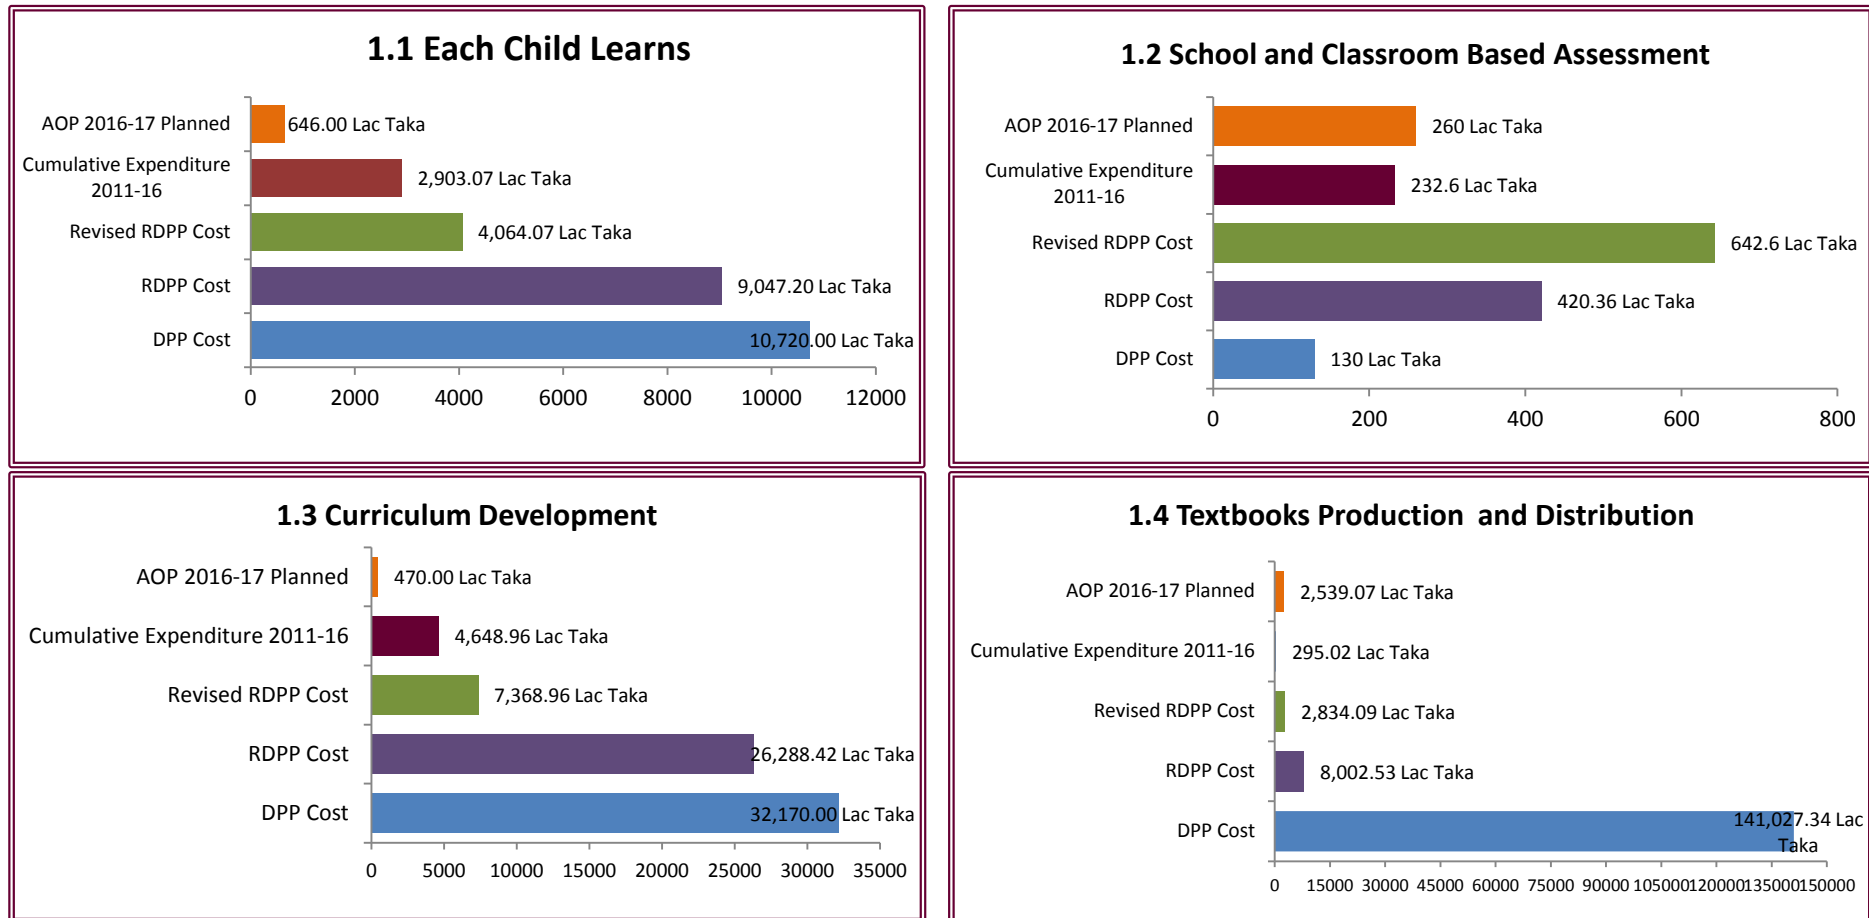 1.1 Each Child Learns
AOP 2016-17 Planned
646.00 Lac Taka
Cumulative Expenditure
2011-16
2,903.07 Lac Taka
Revised RDPP Cost
4,064.07 Lac Taka
RDPP Cost
9,047.20 Lac Taka
DPP Cost
10,720.00 Lac Taka
0 2000 4000 6000 8000 10000 12000
1.2 School and Classroom Based Assessment
AOP 2016-17 Planned
260 Lac Taka
Cumulative Expenditure
2011-16
232.6 Lac Taka
Revised RDPP Cost
642.6 Lac Taka
RDPP Cost
420.36 Lac Taka
DPP Cost
130 Lac Taka
0 200 400 600 800
1.3 Curriculum Development
AOP 2016-17 Planned
470.00 Lac Taka
Cumulative Expenditure 2011-16
4,648.96 Lac Taka
Revised RDPP Cost
7,368.96 Lac Taka
RDPP Cost
26,288.42 Lac Taka
DPP Cost
32,170.00 Lac Taka
0 5000 10000 15000 20000 25000 30000 35000
1.4 Textbooks Production and Distribution
AOP 2016-17 Planned
2,539.07 Lac Taka
Cumulative Expenditure 2011-16
295.02 Lac Taka
Revised RDPP Cost
2,834.09 Lac Taka
RDPP Cost
8,002.53 Lac Taka
DPP Cost
141,027.34 Lac
Taka
0 15000 30000 45000 60000 75000 90000 105000 120000 135000 150000